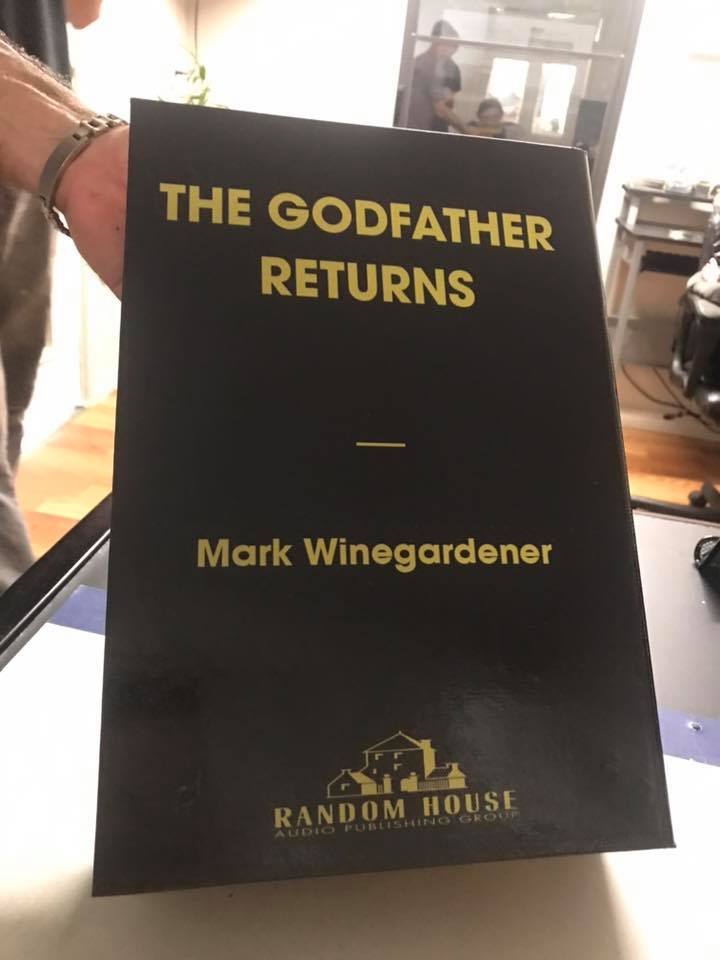 THE GODFATHER
RETURNS
Mark Winegardener
RANDOM HOUSE
AUDIO PUBLISHING GROUP